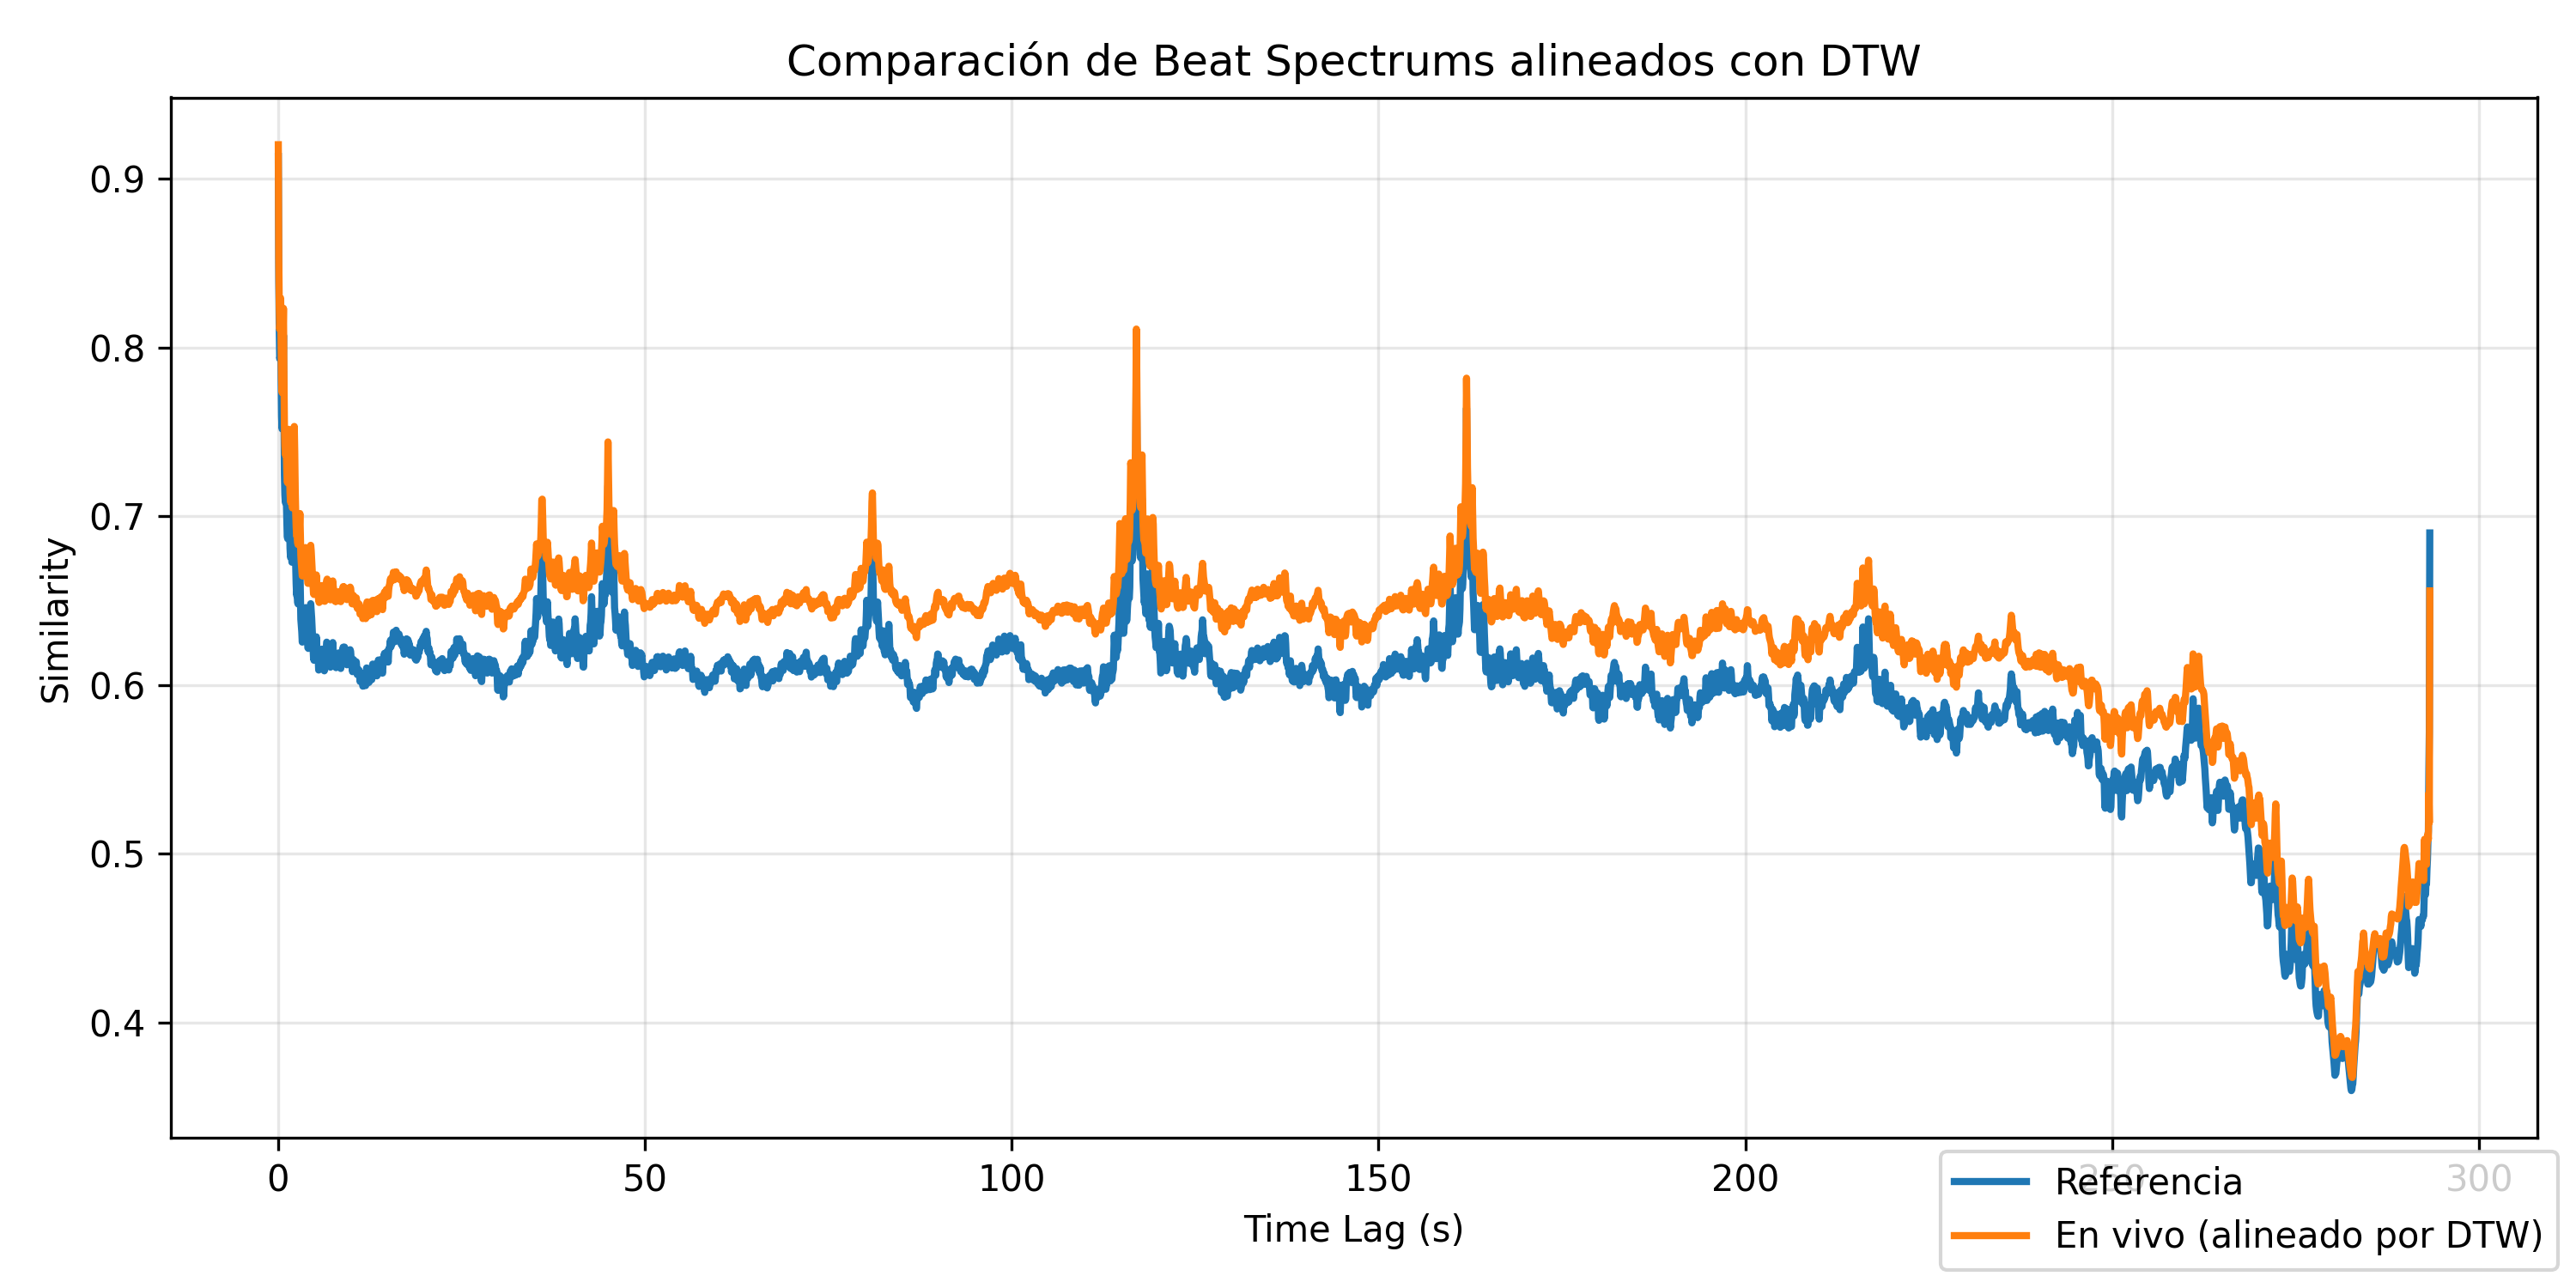 Comparación de Beat Spectrums alineados con DTW
Similarity
0.9
0.8
0.7
0.6
0.5
0.4
0 50 100 150 200 250 300
Time Lag (s)
Referencia
En vivo (alineado por DTW)